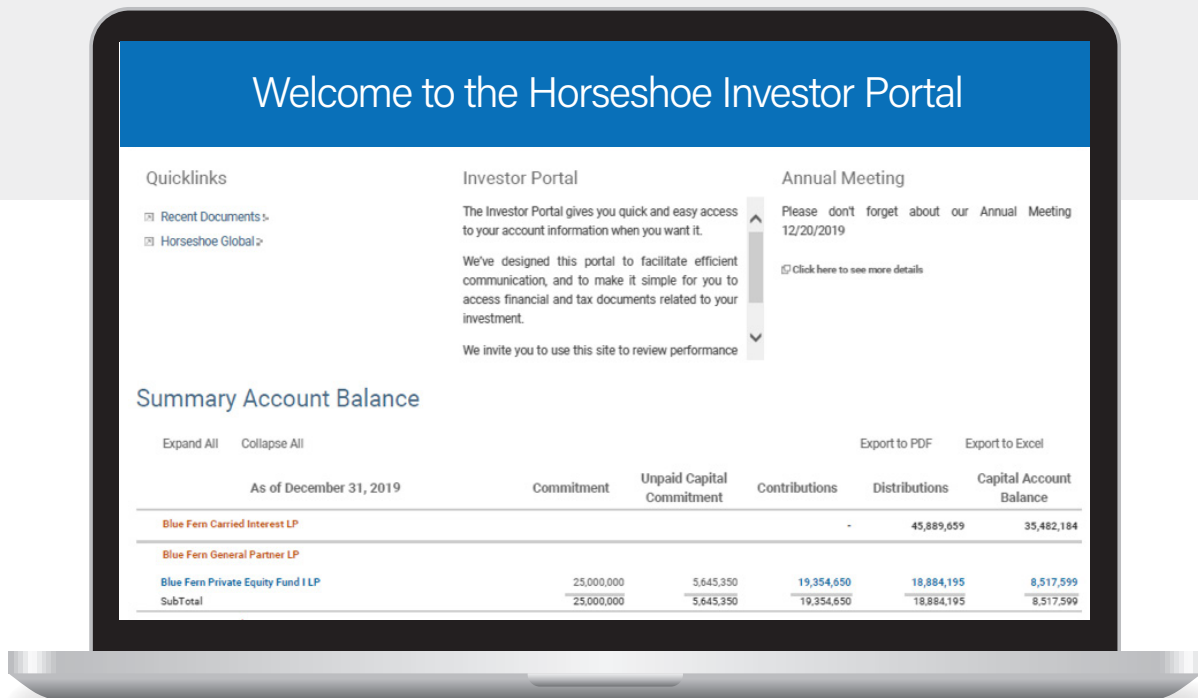 Welcome to the Horseshoe Investor Portal
Quicklinks
Recent Documents
Horseshoe Global
Investor Portal
The Investor Portal gives you quick and easy access
to your account information when you want it.
We've designed this portal to facilitate efficient
communication, and to make it simple for you to
access financial and tax documents related to your
investment.
We invite you to use this site to review performance
Annual Meeting
Please don't forget about our Annual Meeting
12/20/2019
Click here to see more details
Summary Account Balance
Expand All Collapse All Export to PDF Export to Excel
As of December 31, 2019 Commitment Unpaid Capital Commitment Contributions Distributions Capital Account Balance
Blue Fern Carried Interest LP - 45,889,659 35,482,184
Blue Fern General Partner LP
Blue Fern Private Equity Fund I LP 25,000,000 5,645,350 19,354,650 18,884,195 8,517,599
SubTotal 25,000,000 5,645,350 19,354,650 18,884,195 8,517,599